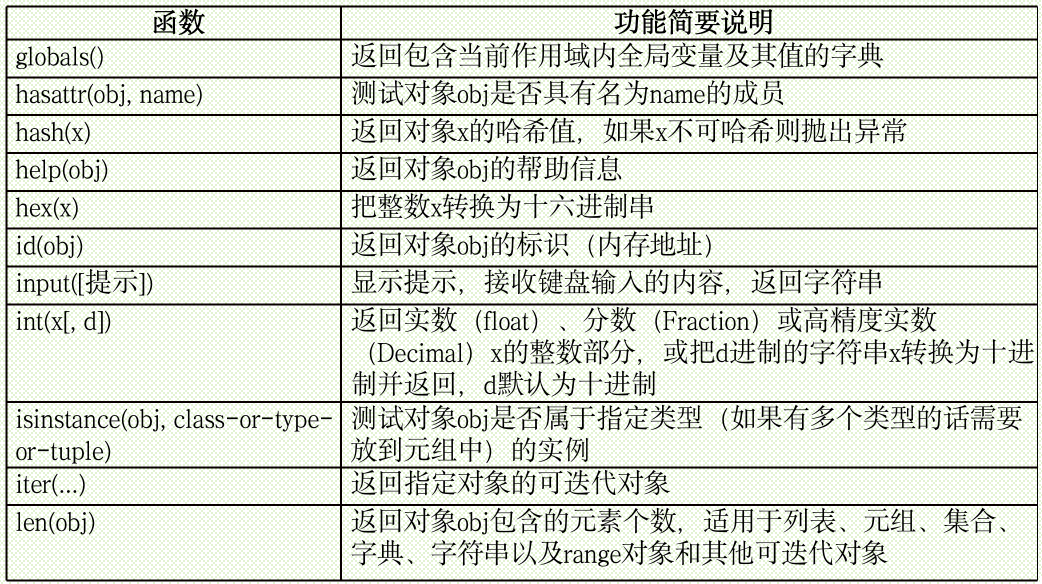 函数 功能简要说明
globals() 返回包含当前作用域内全局变量及其值的字典
hasattr(obj, name) 测试对象obj是否具有名为name的成员
hash(x) 返回对象x的哈希值，如果x不可哈希则抛出异常
help(obj) 返回对象obj的帮助信息
hex(x) 把整数x转换为十六进制串
id(obj) 返回对象obj的标识（内存地址）
input([提示]) 显示提示，接收键盘输入的内容，返回字符串
int(x[, d]) 返回实数（float）、分数（Fraction）或高精度实数
（Decimal）x的整数部分，或把d进制的字符串x转换为十进
制并返回，d默认为十进制
isinstance(obj, class-or-type- 测试对象obj是否属于指定类型（如果有多个类型的话需要
or-tuple) 放到元组中）的实例
iter(...) 返回指定对象的可迭代对象
len(obj) 返回对象obj包含的元素个数，适用于列表、元组、集合、
字典、字符串以及range对象和其他可迭代对象